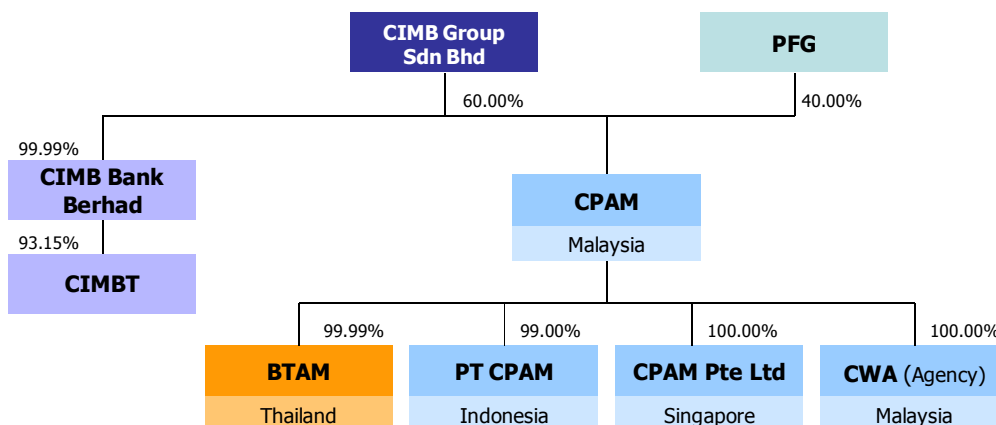 CIMB Group
Sdn Bhd
PFG
60.00%
40.00%
99.99%
CIMB Bank
Berhad
CPAM
Malaysia
93.15%
CIMBT
99.99%
99.00%
100.00%
100.00%
BTAM
PT CPAM
CPAM Pte Ltd
CWA (Agency)
Thailand
Indonesia
Singapore
Malaysia